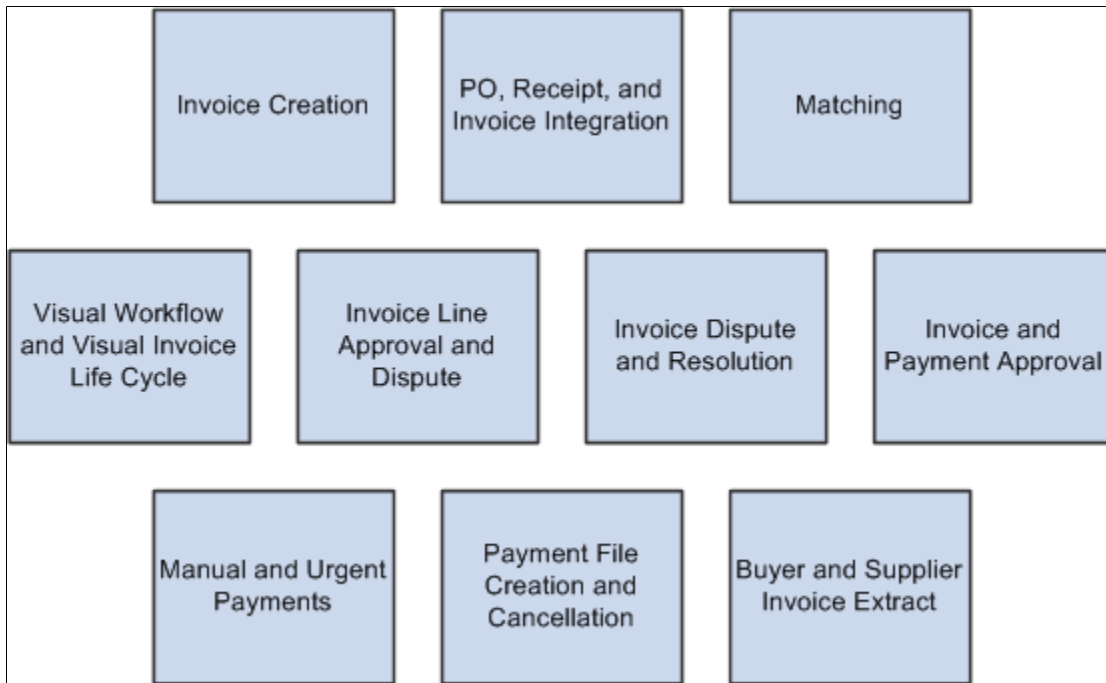 Invoice Creation
PO, Receipt, and
Invoice Integration
Matching
Visual Workflow
and Visual Invoice
Life Cycle
Invoice Line
Approval and
Dispute
Invoice Dispute
and Resolution
Invoice and
Payment Approval
Manual and Urgent
Payments
Payment File
Creation and
Cancellation
Buyer and Supplier
Invoice Extract